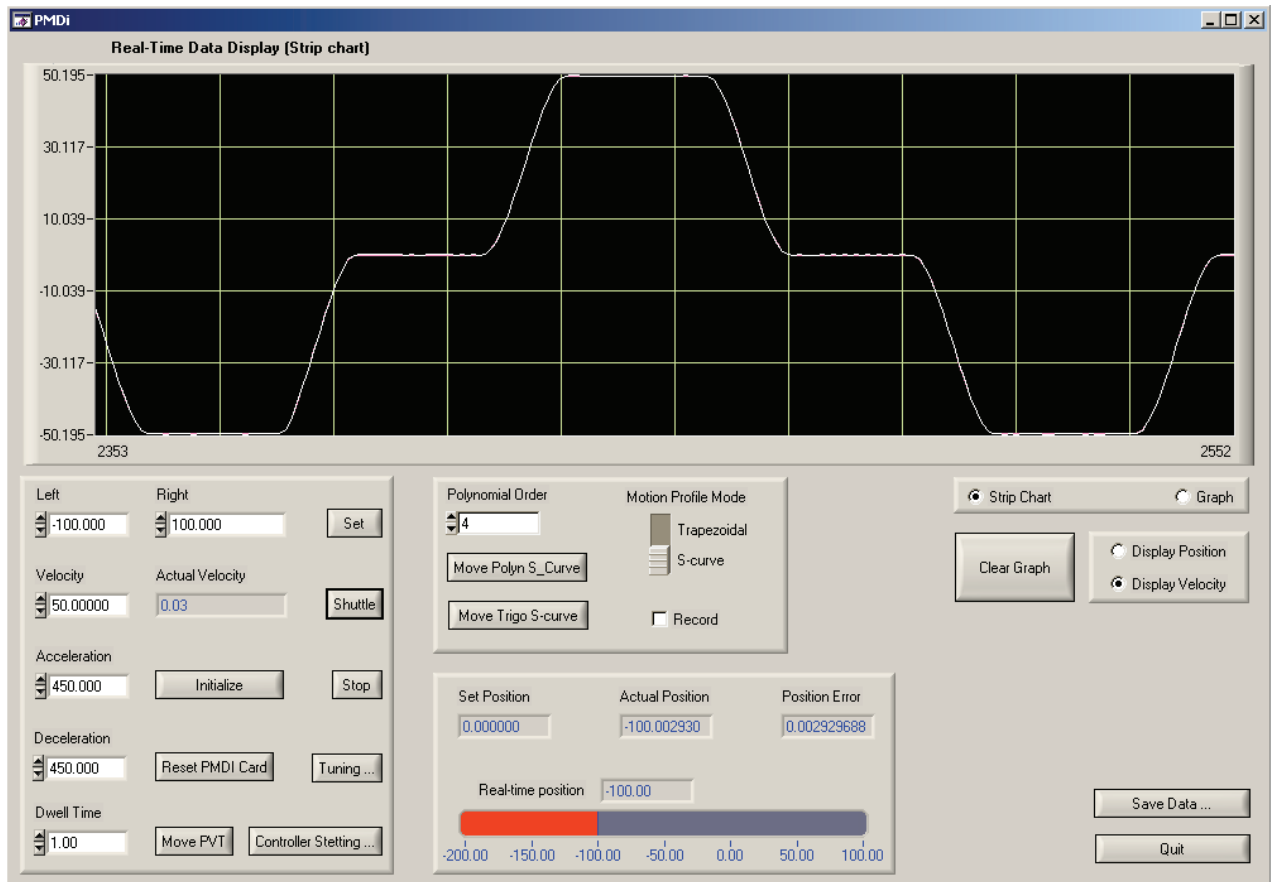 PMDi
Real-Time Data Display (Strip chart)
50.195
30.117
10.039
-10.039
-30.117
-50.195
2353 2552
Left Right
-100.000 100.000 Set
Velocity Actual Velocity
50.00000 0.03 Shuttle
Acceleration
450.000 Initialize Stop
Deceleration
450.000 Reset PMDI Card Tuning ...
Dwell Time
1.00 Move PVT Controller Stetting ...
Polynomial Order Motion Profile Mode
4 Trapezoidal
Move Polyn S_Curve S-curve
Move Trigo S-curve Record
Set Position Actual Position Position Error
0.000000 -100.002930 0.002929688
Real-time position -100.00
-200.00 -150.00 -100.00 -50.00 0.00 50.00 100.00
Strip Chart Graph
Clear Graph
Display Position
Display Velocity
Save Data ...
Quit